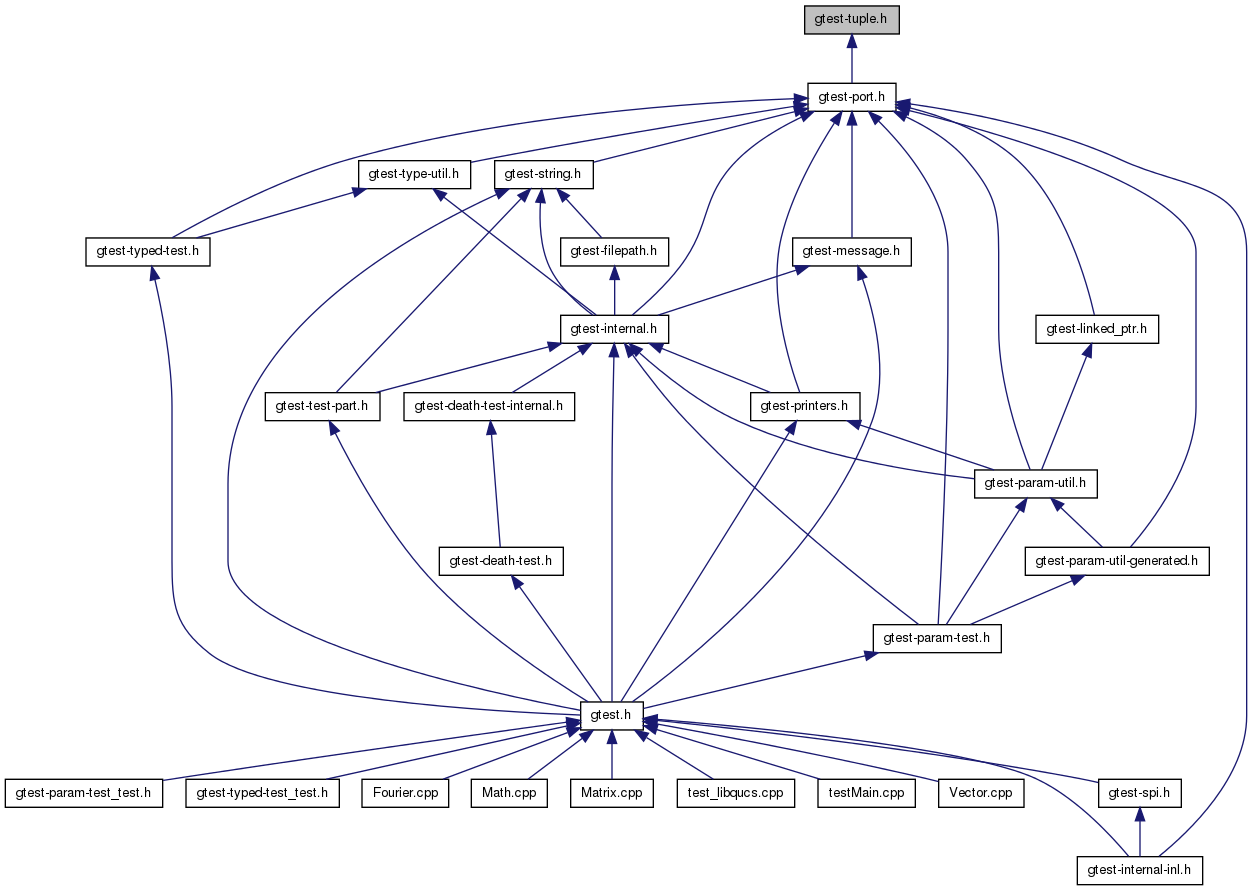 gtest-tuple.h
gtest-port.h
gtest-type-util.h
gtest-string.h
gtest-typed-test.h
gtest-filepath.h
gtest-message.h
gtest-internal.h
gtest-linked_ptr.h
gtest-test-part.h
gtest-death-test-internal.h
gtest-printers.h
gtest-param-util.h
gtest-death-test.h
gtest-param-util-generated.h
gtest-param-test.h
gtest.h
gtest-param-test_test.h
gtest-typed-test_test.h
Fourier.cpp
Math.cpp
Matrix.cpp
test_libqucs.cpp
testMain.cpp
Vector.cpp
gtest-spi.h
gtest-internal-inl.h